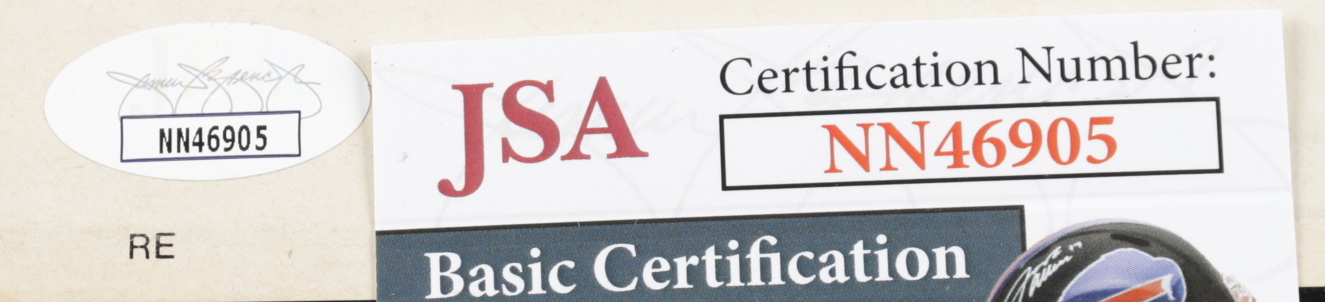 NN46905
RE
JSA
Certification Number:
NN46905
Basic Certification